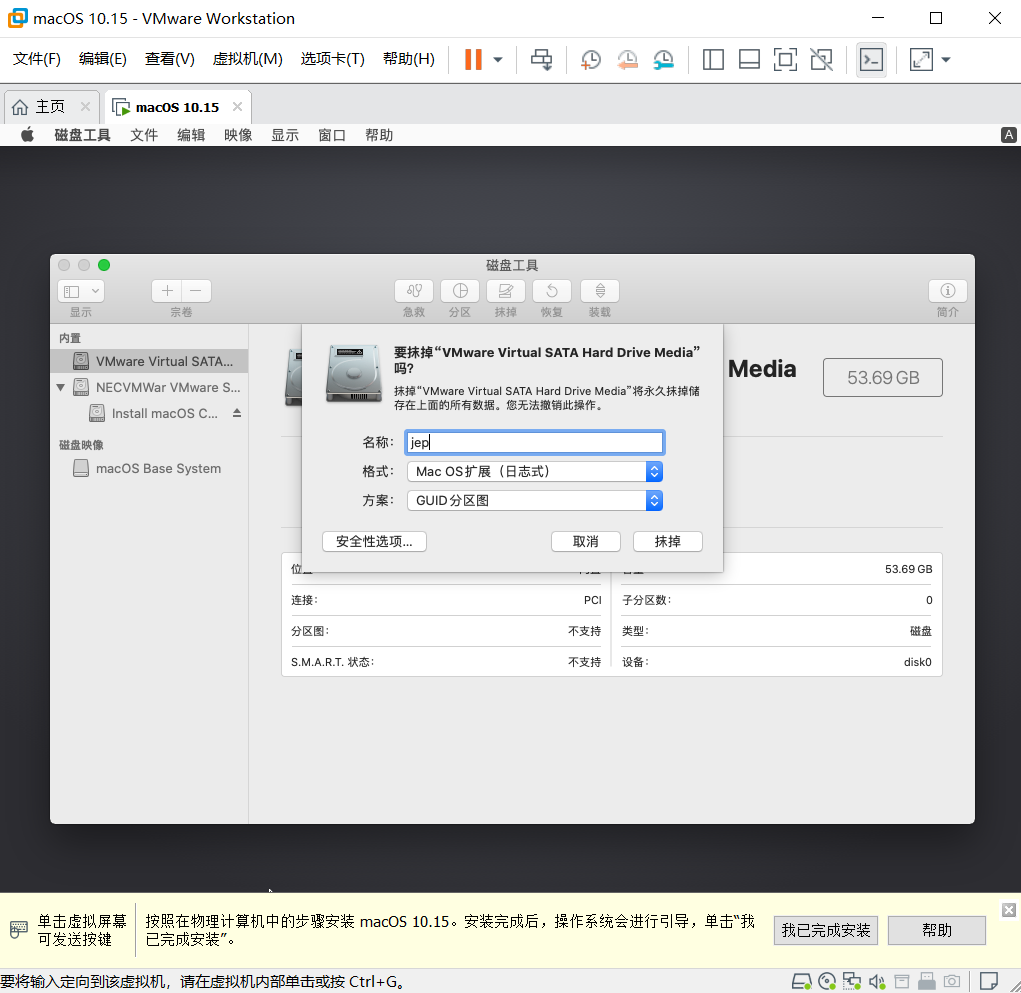 macOS 10.15 - VMware Workstation
文件(F) 编辑(E) 查看(V) 虚拟机(M) 选项卡(T) 帮助(H)
主页 macOS 10.15
磁盘工具 文件 编辑 映像 显示 窗口 帮助 A
磁盘工具
显示 宗卷 急救 分区 抹掉 恢复 装载 简介
内置
VMware Virtual SATA...
NECVMWar VMware S...
Install macOS C...
磁盘映像
macOS Base System
Media
53.69 GB
要抹掉“VMware Virtual SATA Hard Drive Media”
吗?
抹掉“VMware Virtual SATA Hard Drive Media”将永久抹掉储
存在上面的所有数据。您无法撤销此操作。
名称: jep
格式: Mac OS扩展（日志式）
方案: GUID分区图
安全性选项... 取消 抹掉
53.69 GB
连接: PCI 子分区数: 0
分区图: 不支持 类型: 磁盘
S.M.A.R.T. 状态: 不支持 设备: disk0
单击虚拟屏幕
可发送按键
按照在物理计算机中的步骤安装 macOS 10.15。安装完成后，操作系统会进行引导，单击“我
已完成安装”。
我已完成安装 帮助
要将输入定向到该虚拟机，请在虚拟机内部单击或按 Ctrl+G。